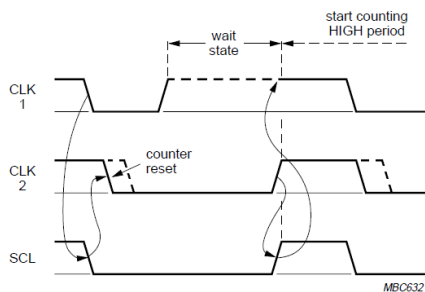 start counting
HIGH period
wait
state
CLK
1
counter
reset
CLK
2
SCL
MBC632